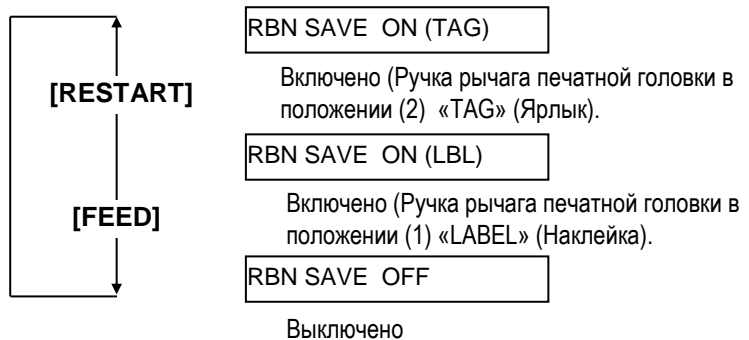 RBN SAVE ON (TAG)
Включено (Ручка рычага печатной головки в
положении (2) «TAG» (Ярлык).
[RESTART]
RBN SAVE ON (LBL)
Включено (Ручка рычага печатной головки в
положении (1) «LABEL» (Наклейка).
[FEED]
RBN SAVE OFF
Выключено